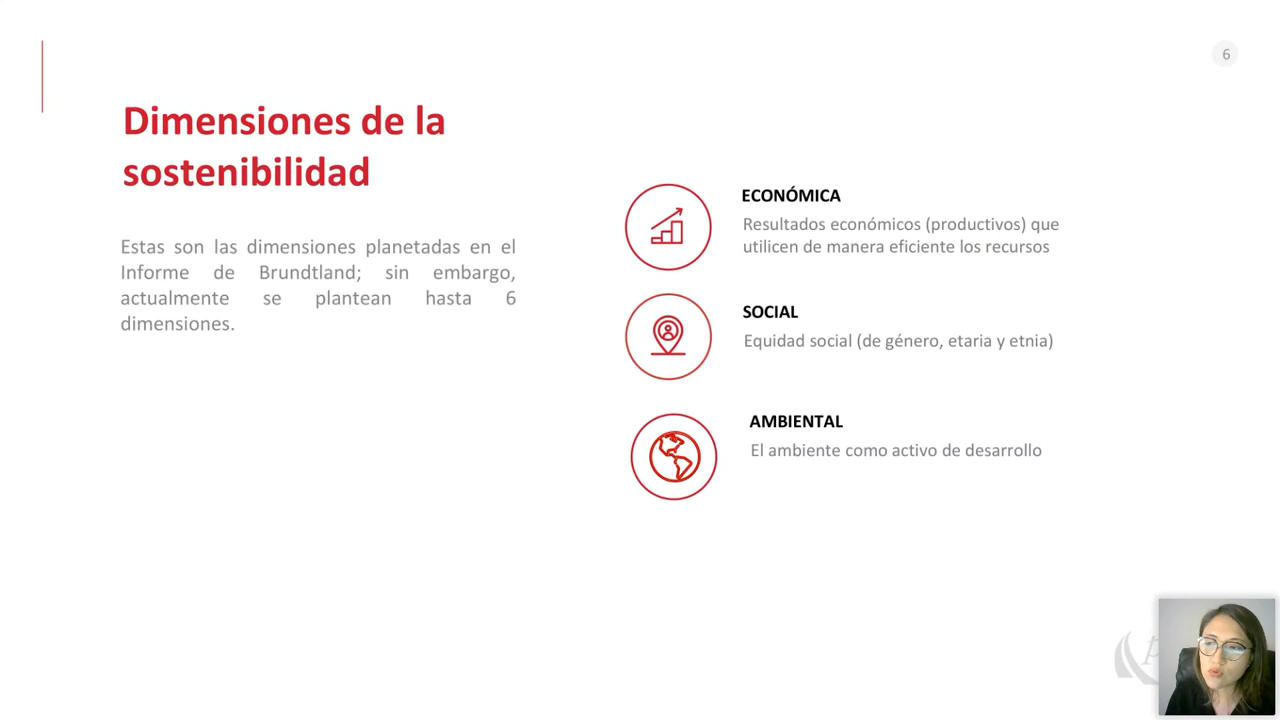 6
Dimensiones de la
sostenibilidad
Estas son las dimensiones planetadas en el
Informe de Brundtland; sin embargo,
actualmente se plantean hasta 6
dimensiones.
ECONÓMICA
Resultados económicos (productivos) que
utilicen de manera eficiente los recursos
SOCIAL
Equidad social (de género, etaria y etnia)
AMBIENTAL
El ambiente como activo de desarrollo